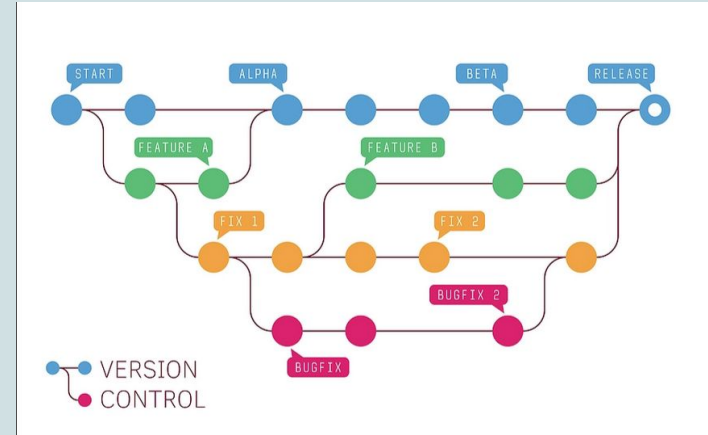 START
ALPHA
BETA
RELEASE
FEATURE A
FEATURE B
FIX 1
FIX 2
BUGFIX 2
BUGFIX
VERSION
CONTROL